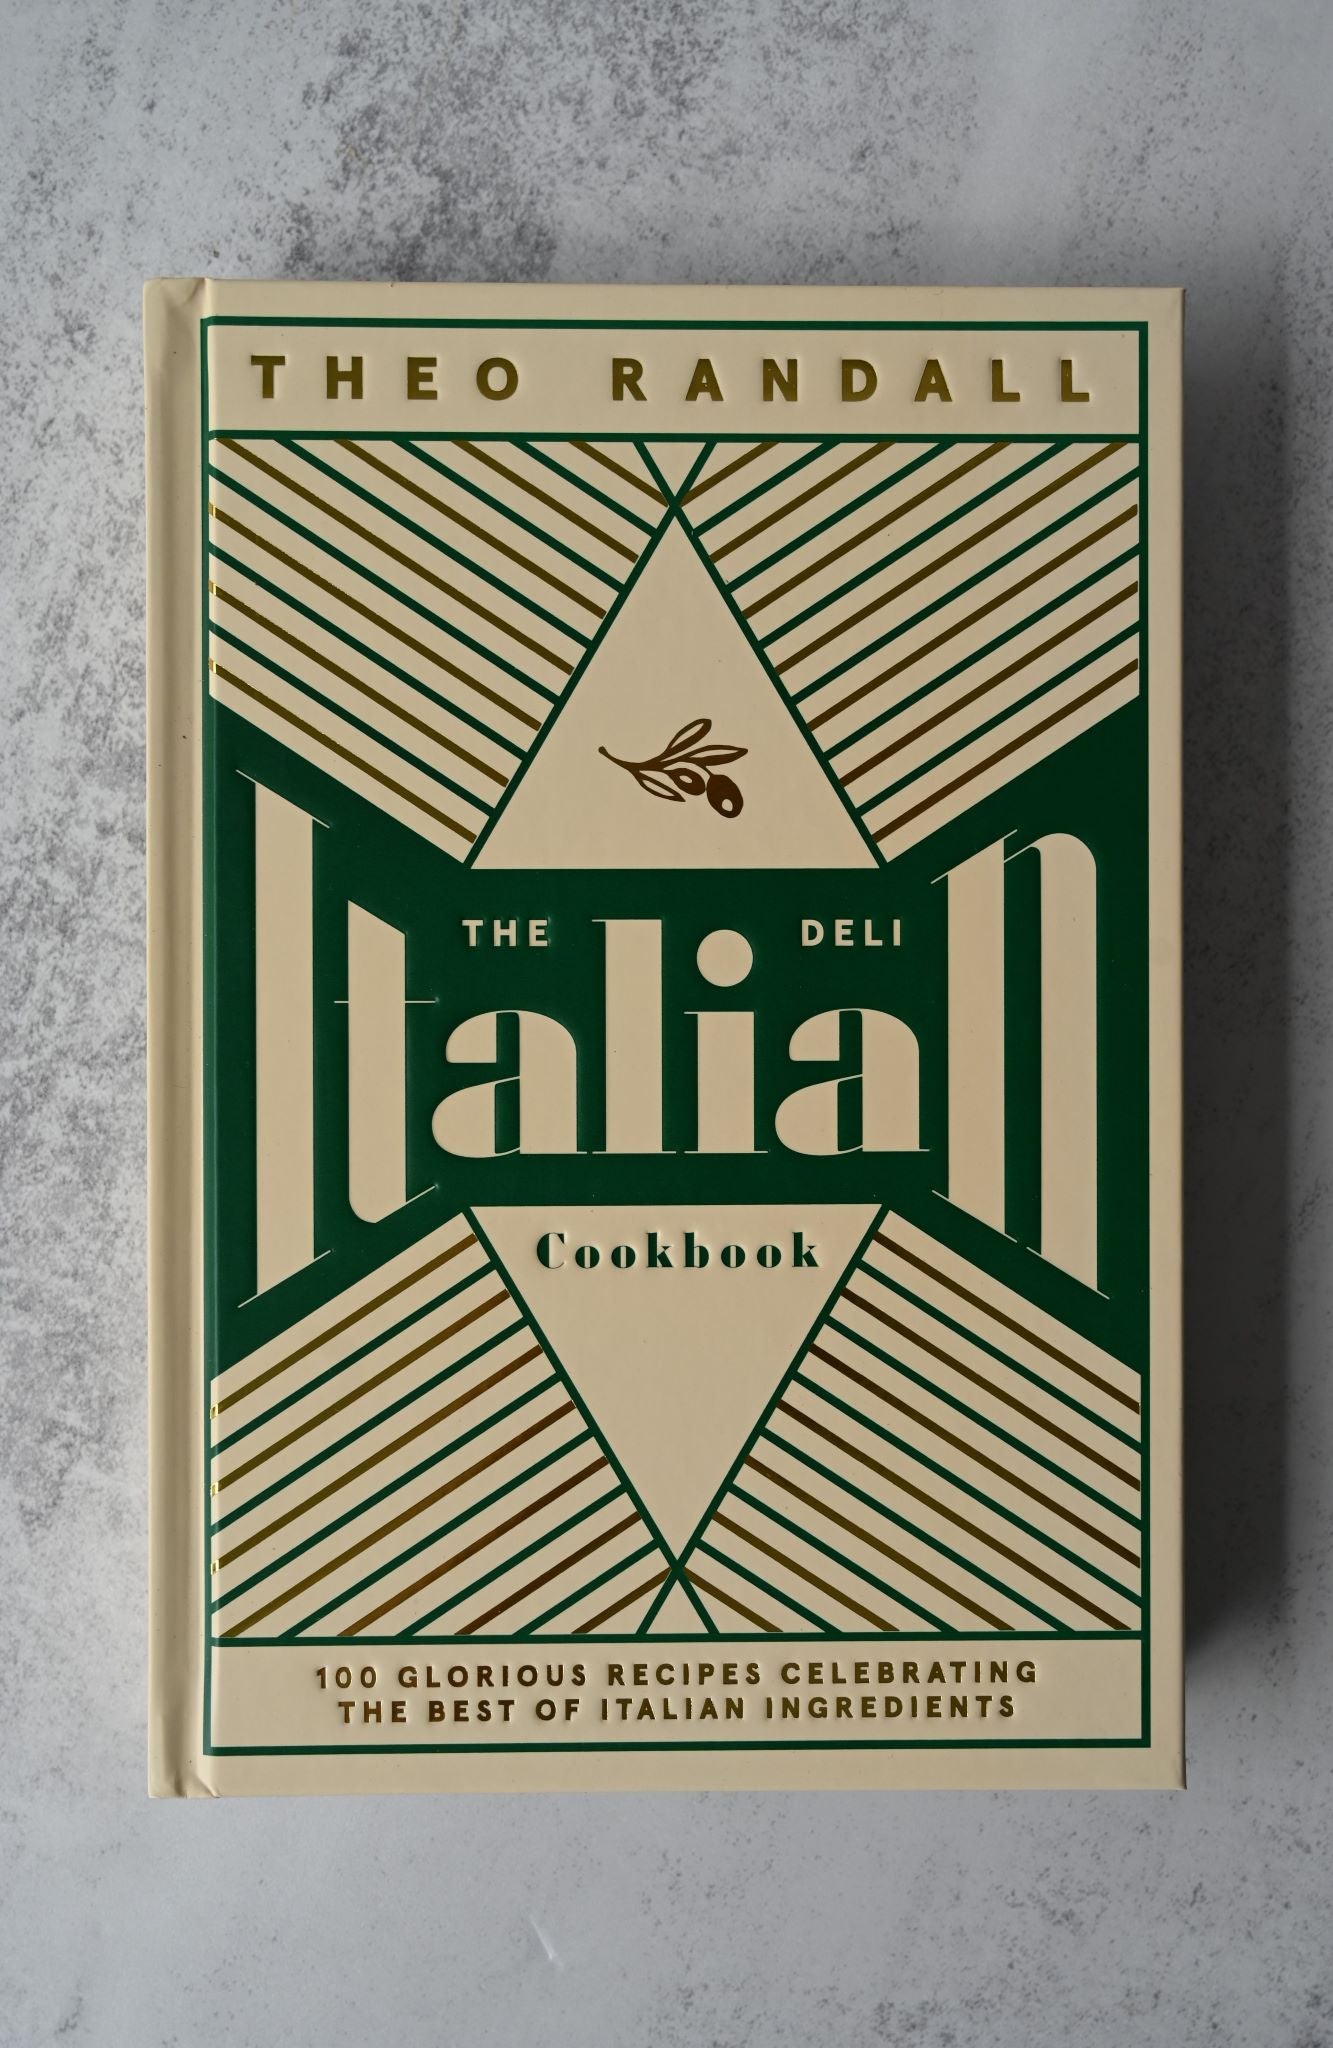 THEO RANDALL
THE DELI
Italian
Cookbook
100 GLORIOUS RECIPES CELEBRATING
THE BEST OF ITALIAN INGREDIENTS